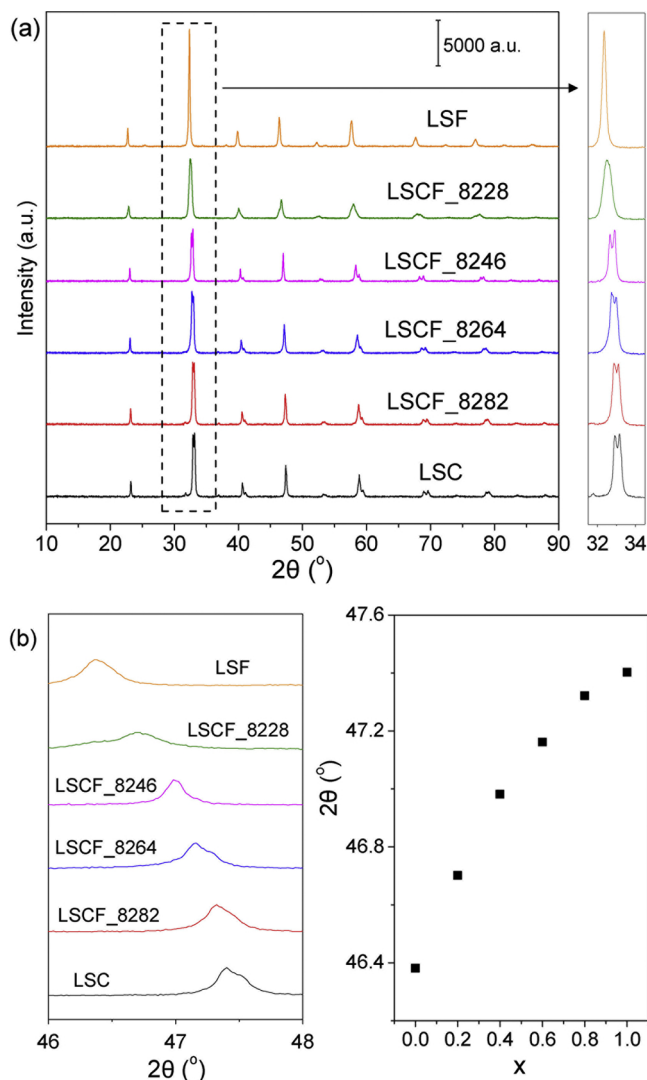 (a)
5000 a.u.
LSF
LSCF_8228
LSCF_8246
LSCF_8264
LSCF_8282
LSC
Intensity (a.u.)
10 20 30 40 50 60 70 80 90
2θ (°)
32 34
(b)
LSF
LSCF_8228
LSCF_8246
LSCF_8264
LSCF_8282
LSC
46 47 48
2θ (°)
47.6
47.2
46.8
46.4
2θ (°)
0.0 0.2 0.4 0.6 0.8 1.0
x